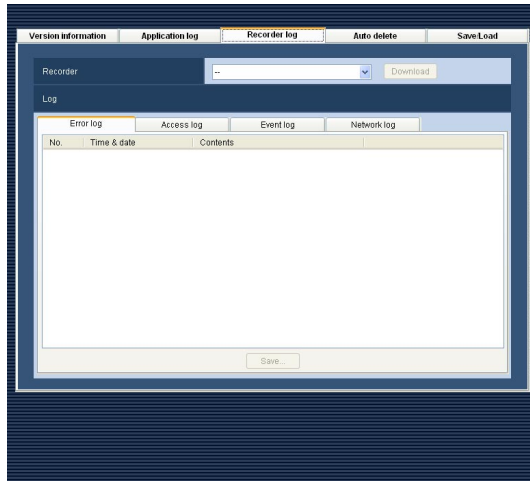 Version information Application log Recorder log Auto delete Save/Load
Recorder -- Download
Log
Error log Access log Event log Network log
No. Time & date Contents
Save...